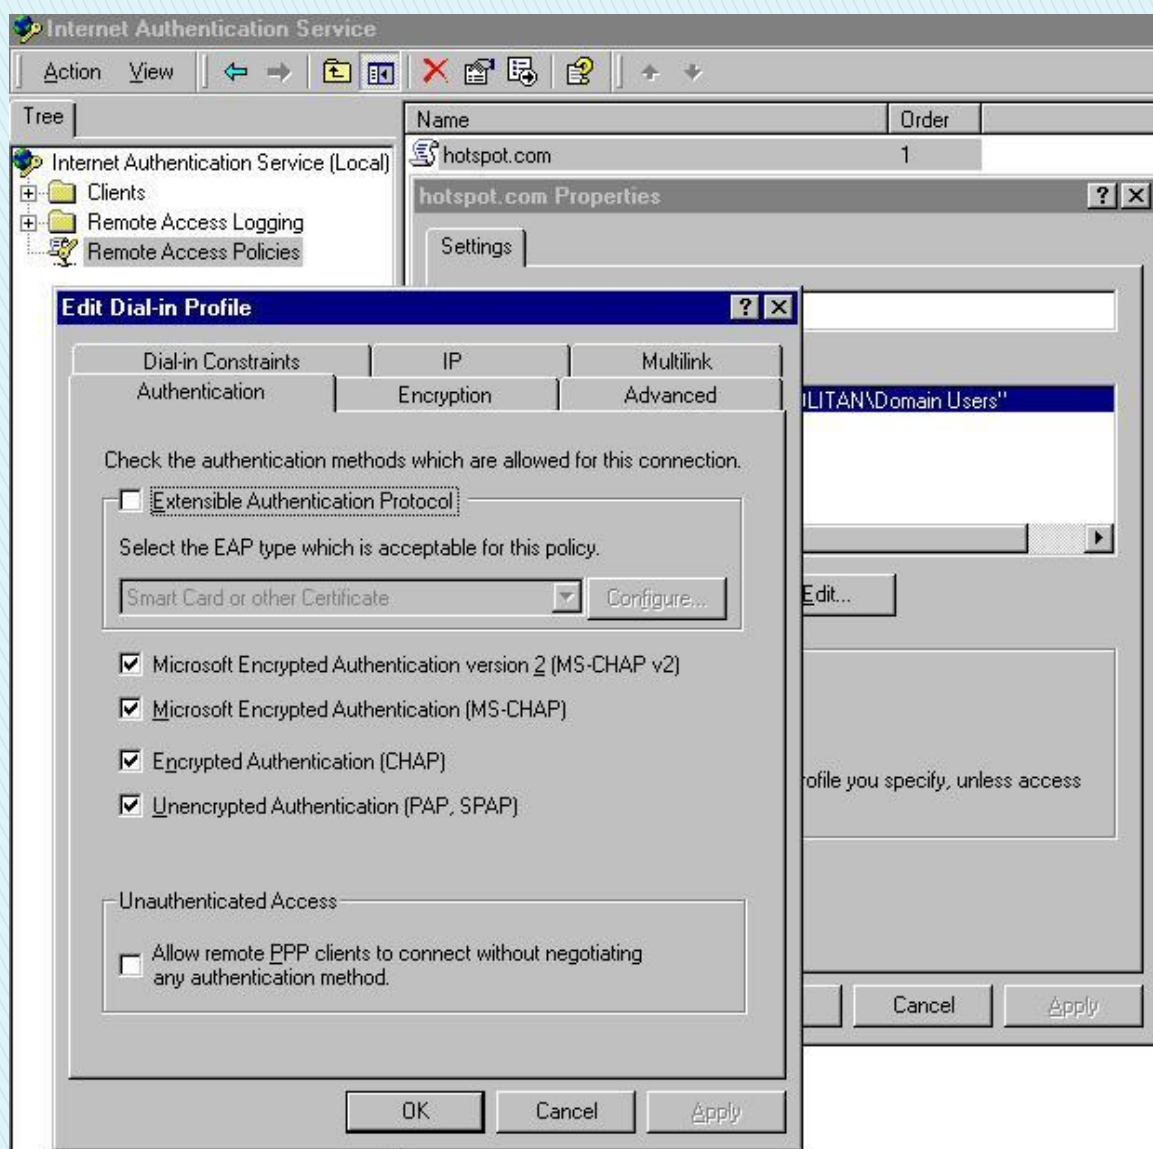 Internet Authentication Service
Action View
Tree
Name Order
Internet Authentication Service (Local)
hotspot.com 1
Clients
Remote Access Logging
Remote Access Policies
hotspot.com Properties
Settings
Edit Dial-in Profile
Dial-in Constraints IP Multilink
Authentication Encryption Advanced
LITAN\Domain Users"
Check the authentication methods which are allowed for this connection.
Extensible Authentication Protocol
Select the EAP type which is acceptable for this policy.
Smart Card or other Certificate Configure...
Edit...
Microsoft Encrypted Authentication version 2 (MS-CHAP v2)
Microsoft Encrypted Authentication (MS-CHAP)
Encrypted Authentication (CHAP)
Unencrypted Authentication (PAP, SPAP)
ofile you specify, unless access
Unauthenticated Access
Allow remote PPP clients to connect without negotiating
any authentication method.
Cancel Apply
OK Cancel Apply